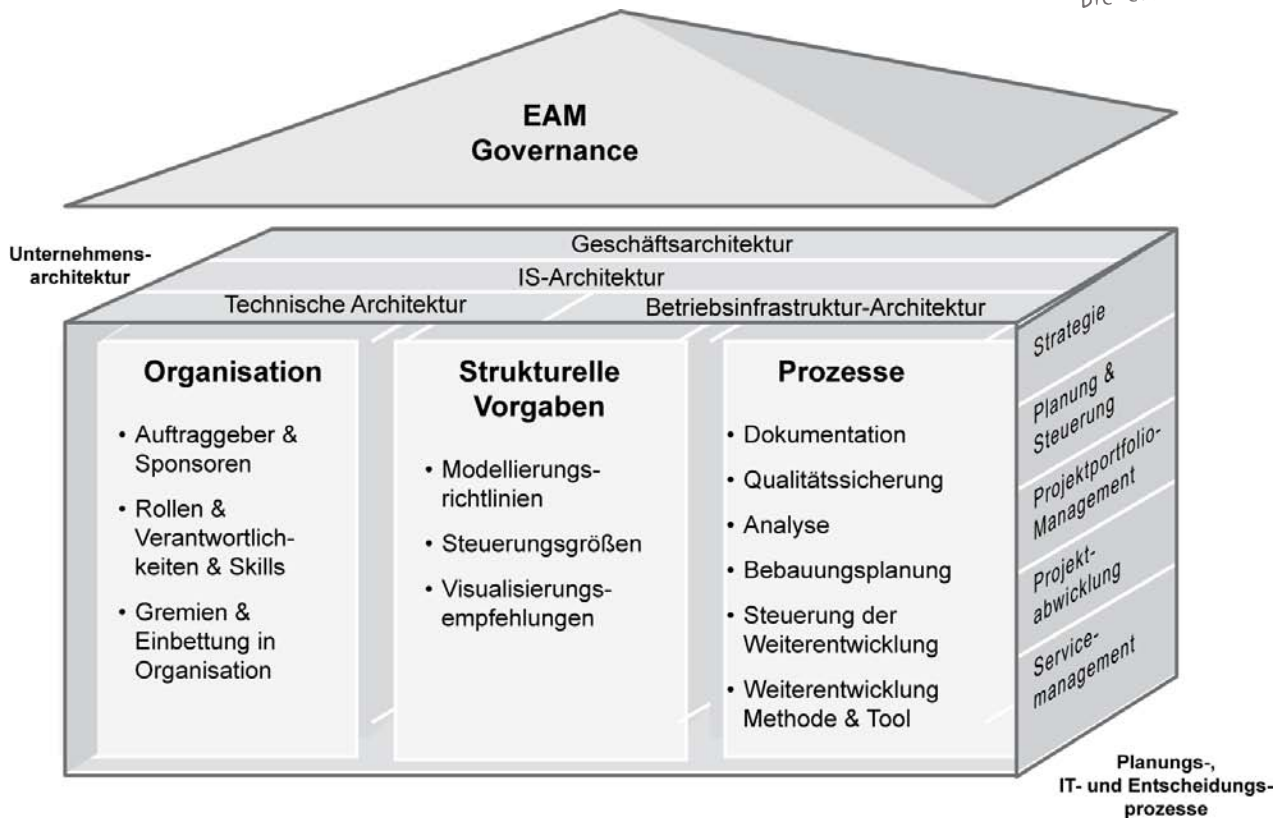 Die
EAM
Governance
Unternehmens-
architektur
Geschäftsarchitektur
IS-Architektur
Technische Architektur
Betriebsinfrastruktur-Architektur
Organisation
• Auftraggeber &
Sponsoren
• Rollen &
Verantwortlich-
keiten & Skills
• Gremien &
Einbettung in
Organisation
Strukturelle
Vorgaben
• Modellierungs-
richtlinien
• Steuerungsgrößen
• Visualisierungs-
empfehlungen
Prozesse
• Dokumentation
• Qualitätssicherung
• Analyse
• Bebauungsplanung
• Steuerung der
Weiterentwicklung
• Weiterentwicklung
Methode & Tool
Strategie
Planung &
Steuerung
Projektportfolio-
Management
Projekt-
abwicklung
Service-
management
Planungs-,
IT- und Entscheidungs-
prozesse